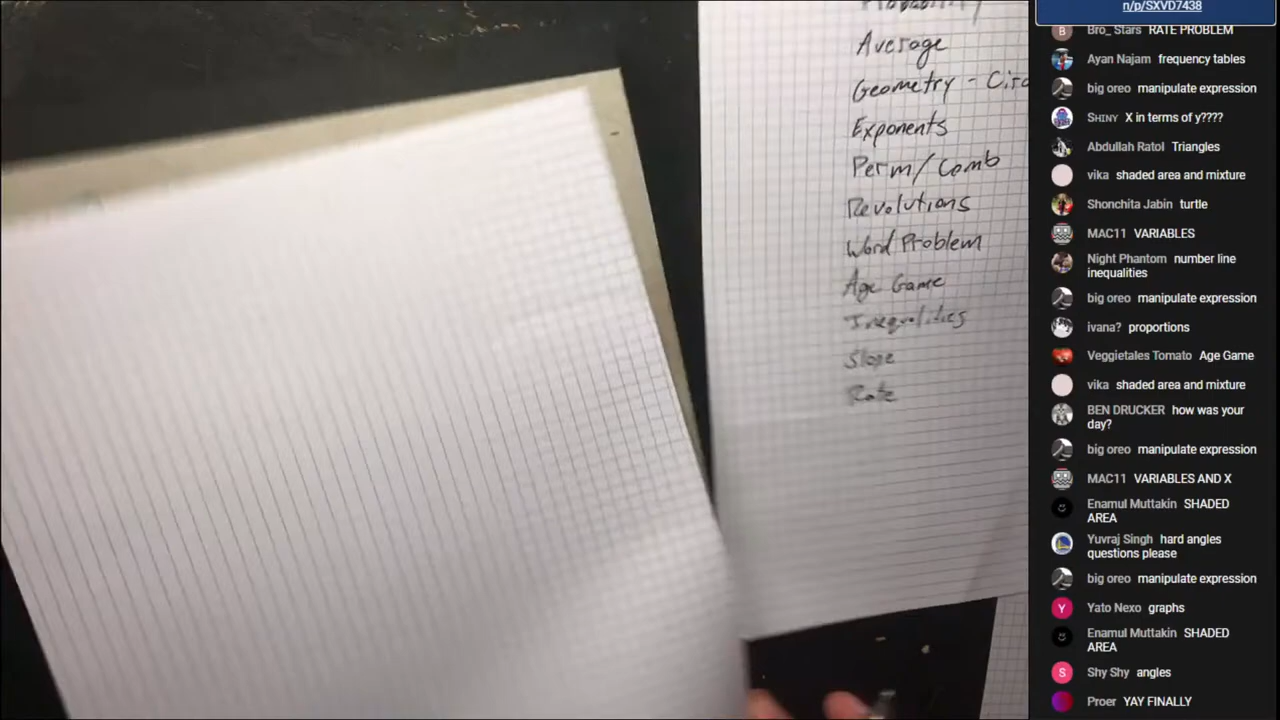 Probability
Average
Geometry - Circ
Exponents
Perm/Comb
Revolutions
Word Problem
Age Game
Inequalities
Slope
Rate
n/p/SXVD7438
Bro_ Stars RATE PROBLEM
Ayan Najam frequency tables
big oreo manipulate expression
SHINY X in terms of y????
Abdullah Ratol Triangles
vika shaded area and mixture
Shonchita Jabin turtle
MAC11 VARIABLES
Night Phantom number line
inequalities
big oreo manipulate expression
ivana? proportions
Veggietales Tomato Age Game
vika shaded area and mixture
BEN DRUCKER how was your
day?
big oreo manipulate expression
MAC11 VARIABLES AND X
Enamul Muttakin SHADED
AREA
Yuvraj Singh hard angles
questions please
big oreo manipulate expression
Yato Nexo graphs
Enamul Muttakin SHADED
AREA
Shy Shy angles
Proer YAY FINALLY
B
Y
S